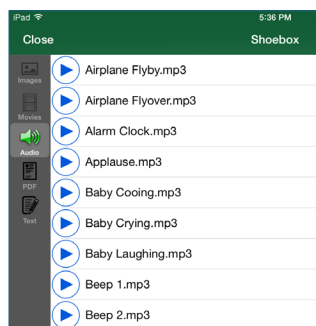 iPad 5:36 PM
Close Shoebox
Images
Movies
Audio
PDF
Text
Airplane Flyby.mp3
Airplane Flyover.mp3
Alarm Clock.mp3
Applause.mp3
Baby Cooing.mp3
Baby Crying.mp3
Baby Laughing.mp3
Beep 1.mp3
Beep 2.mp3